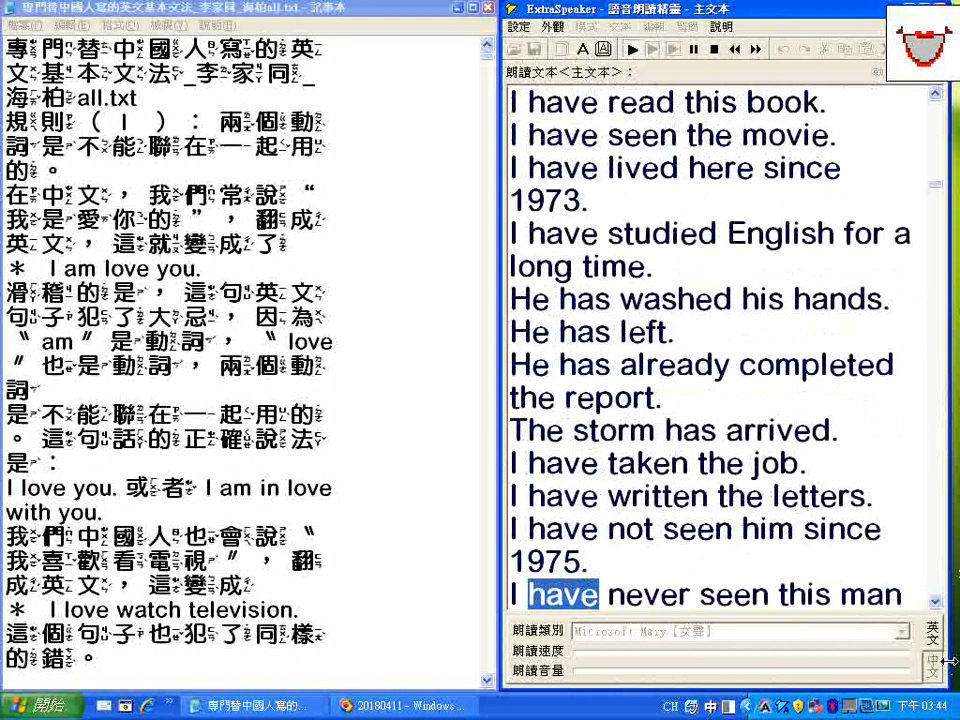 專門替中國人寫的英文基本文法_李家同_海柏all.txt - 記事本
檔案(F) 編輯(E) 格式(O) 檢視(V) 說明(H)
專門替中國人寫的英
文基本文法_李家同_
海柏all.txt
規則（1）：兩個動
詞是不能聯在一起用
的。
在中文，我們常說“
我是愛你的”，翻成
英文，這就變成了
＊ I am love you.
滑稽的是，這句英文
句子犯了大忌，因為
〝am〞是動詞，〝love
〞也是動詞，兩個動
詞
是不能聯在一起用的
。這句話的正確說法
是：
I love you. 或者 I am in love
with you.
我們中國人也會說〝
我喜歡看電視〞，翻
成英文，這變成
＊ I love watch television.
這個句子也犯了同樣
的錯。
ExtraSpeaker - 語音朗讀精靈 - 主文本
設定 外觀 模式 文本 編輯 發問 說明
朗讀文本<主文本>：
I have read this book.
I have seen the movie.
I have lived here since
1973.
I have studied English for a
long time.
He has washed his hands.
He has left.
He has already completed
the report.
The storm has arrived.
I have taken the job.
I have written the letters.
I have not seen him since
1975.
I have never seen this man
朗讀類別 Microsoft Mary【女聲】
朗讀速度
朗讀音量
英文
中文
開始 專門替中國人寫的... 20180411 - Windows ... CH 中 下午 03:44